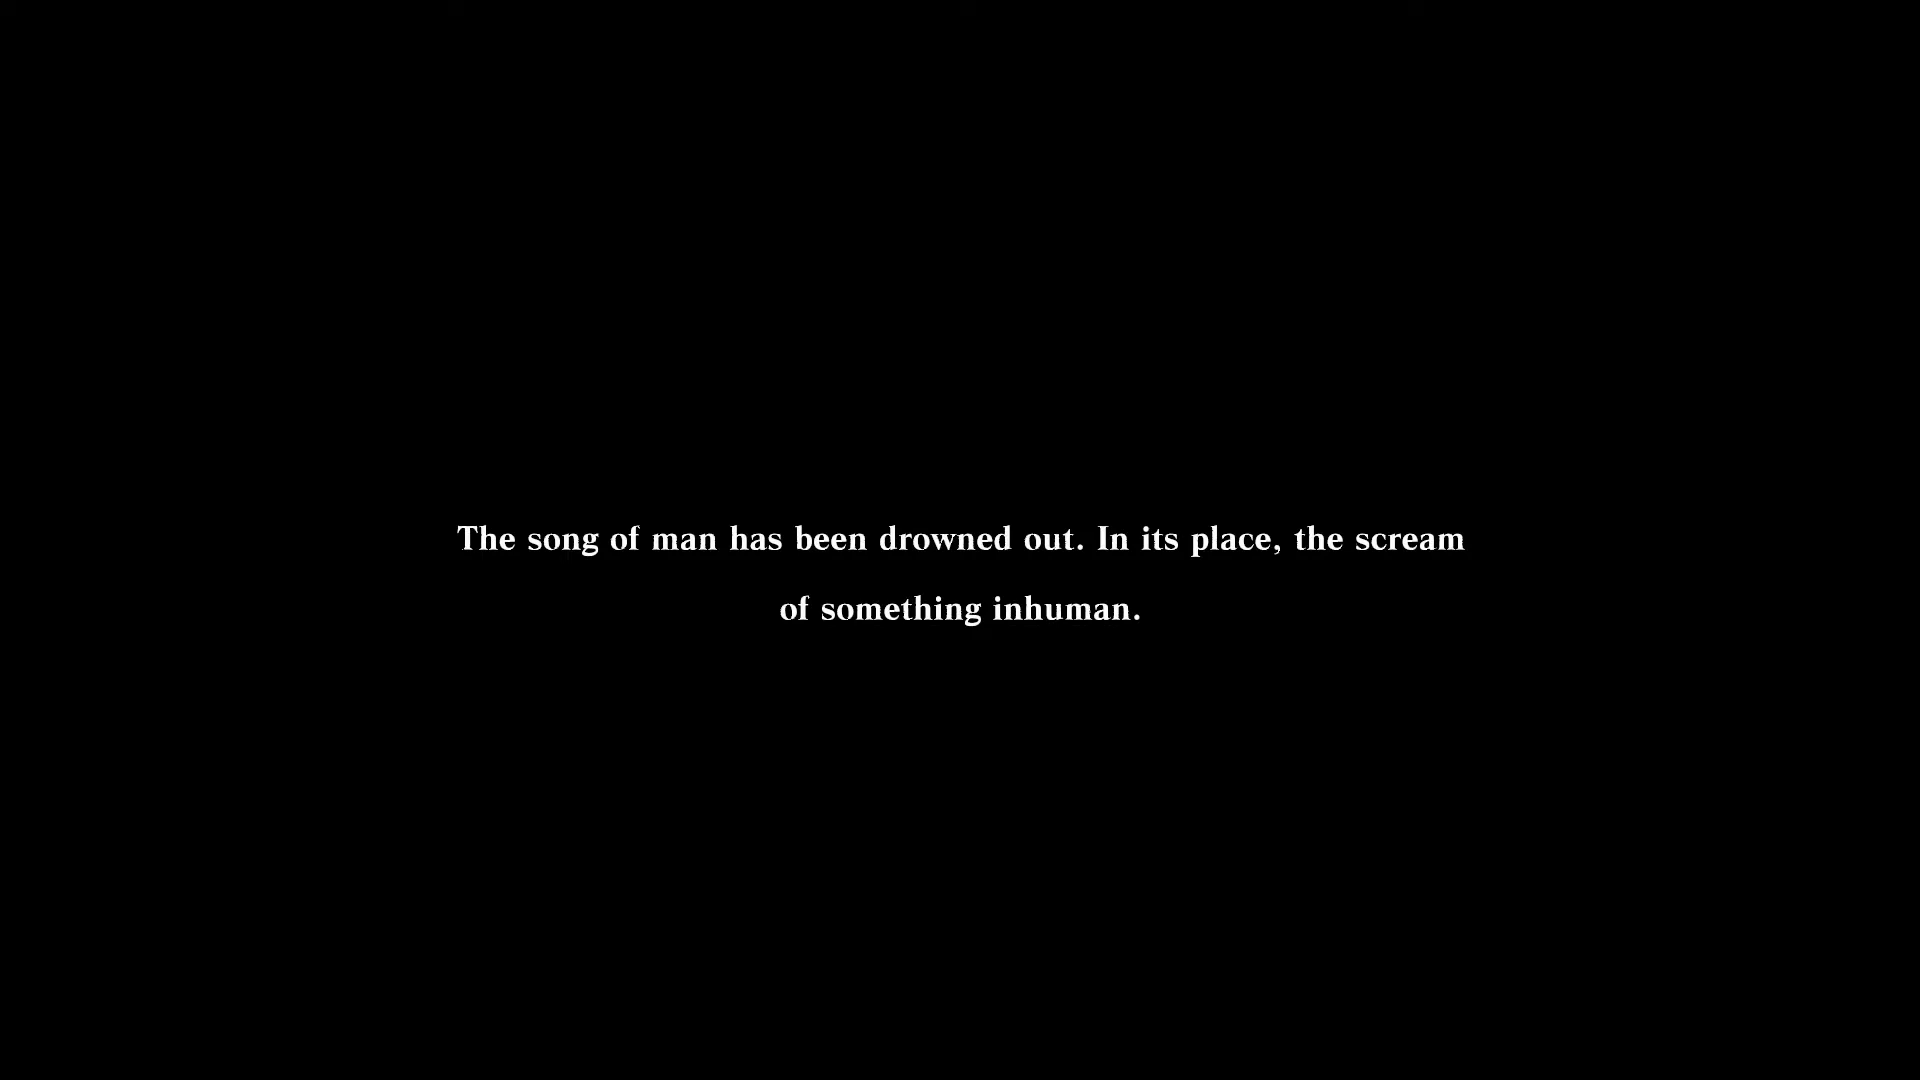 The song of man has been drowned out. In its place, the scream
of something inhuman.